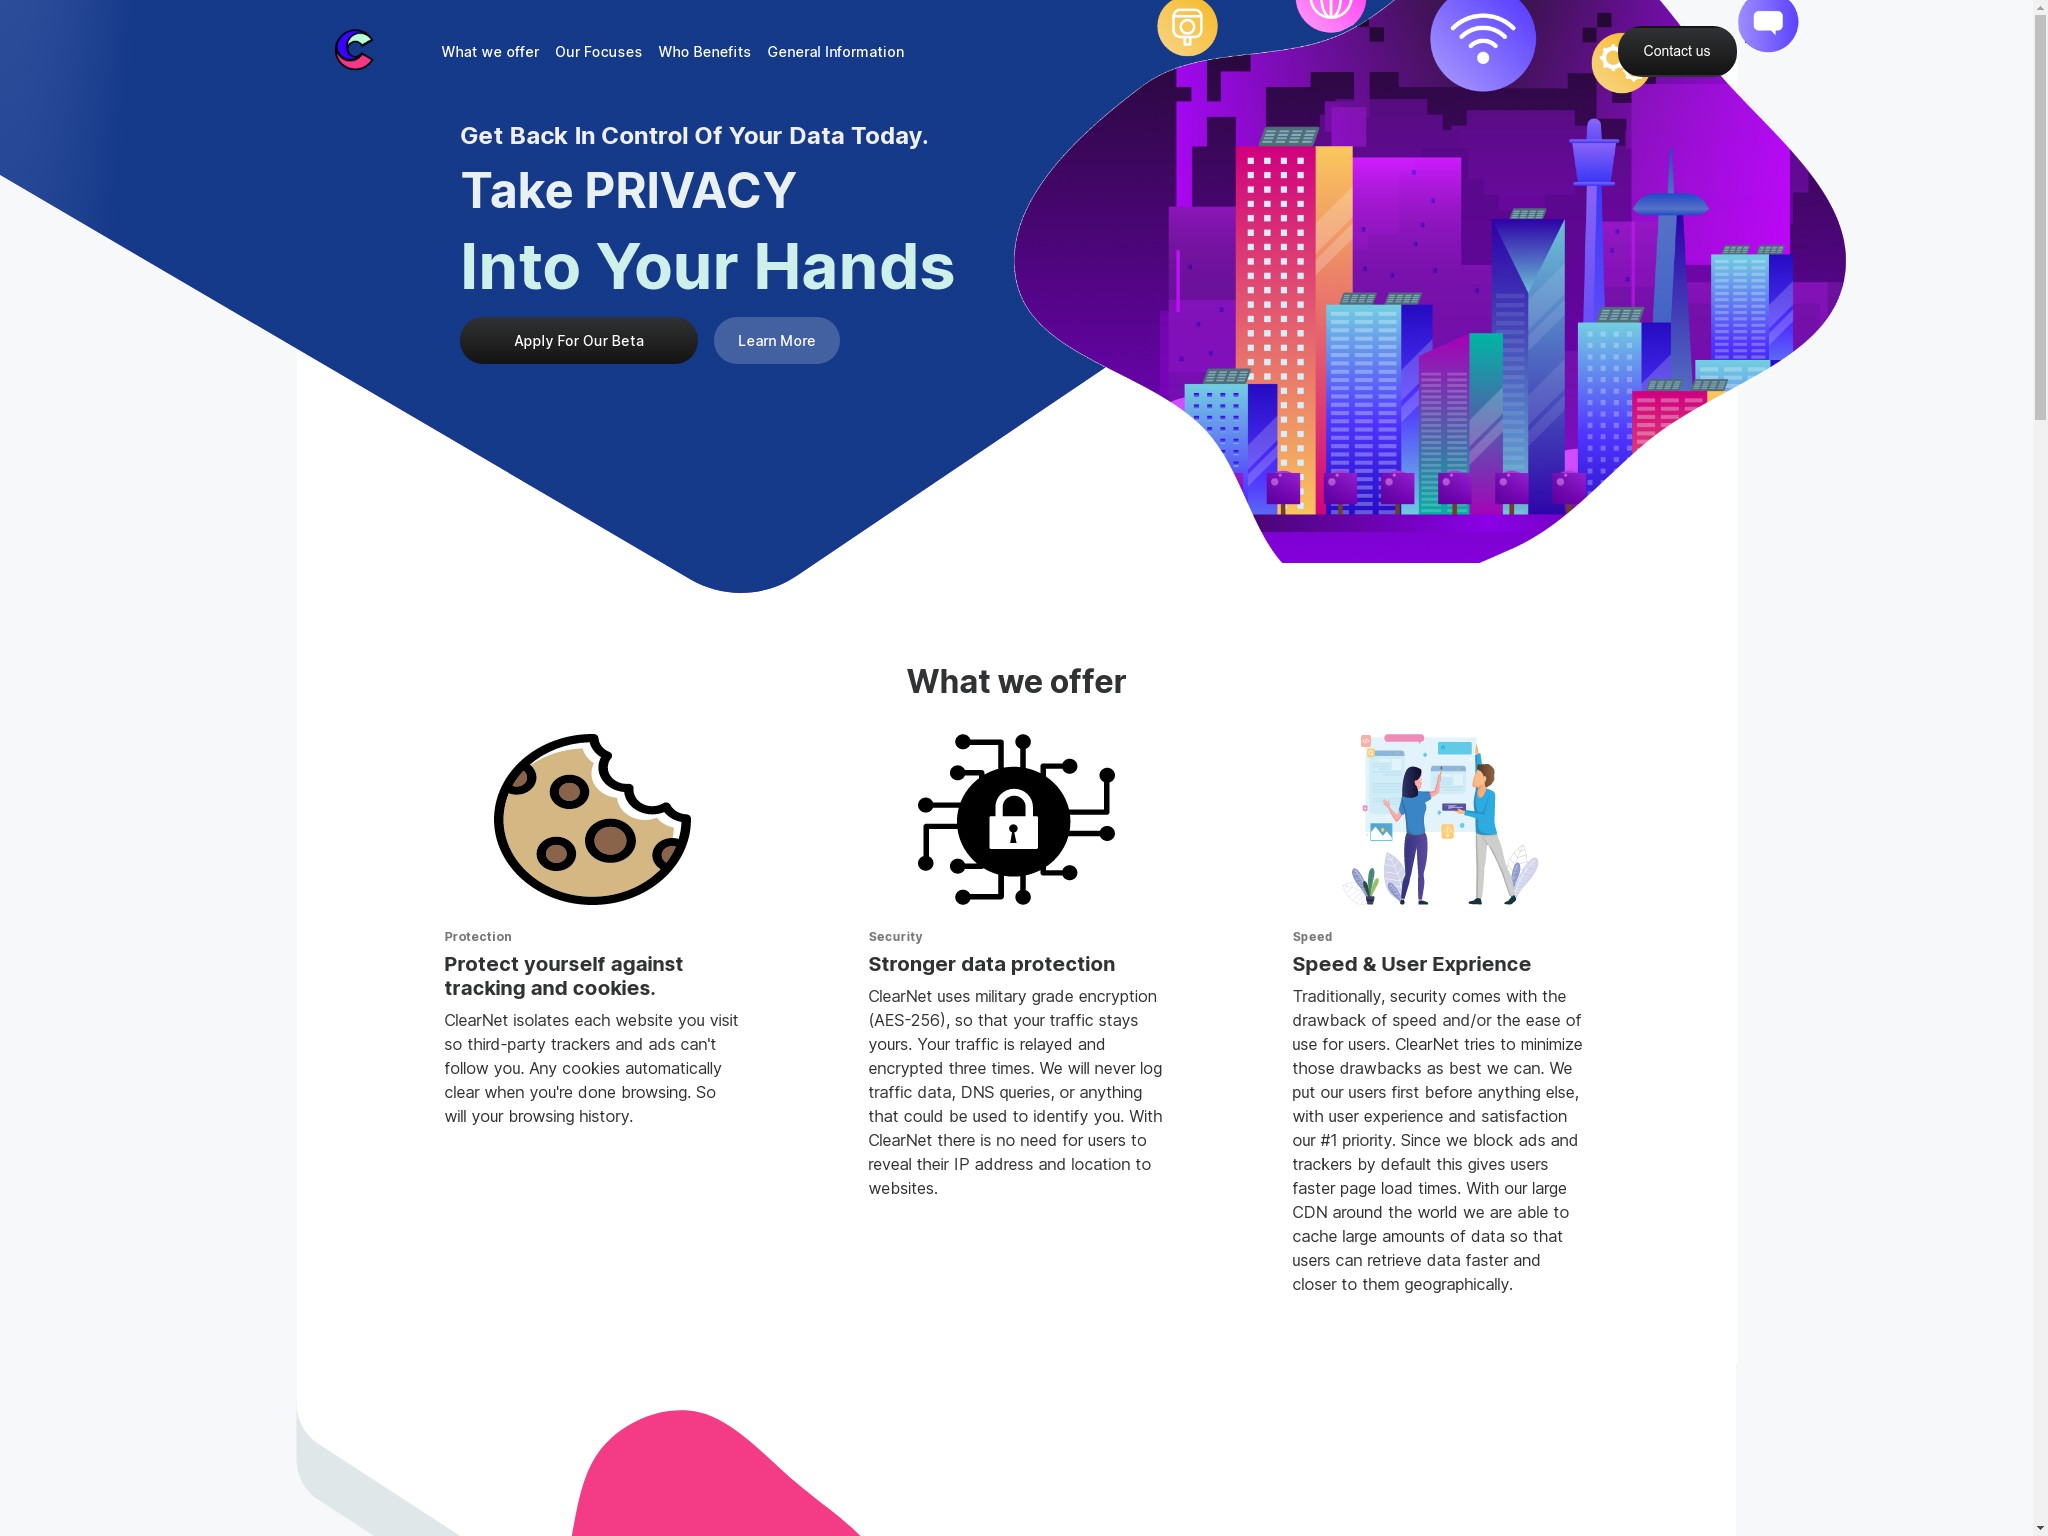 What we offer Our Focuses Who Benefits General Information
Contact us
Get Back In Control Of Your Data Today.
Take PRIVACY
Into Your Hands
Apply For Our Beta
Learn More
What we offer
Protection
Protect yourself against
tracking and cookies.
ClearNet isolates each website you visit
so third-party trackers and ads can't
follow you. Any cookies automatically
clear when you're done browsing. So
will your browsing history.
Security
Stronger data protection
ClearNet uses military grade encryption
(AES-256), so that your traffic stays
yours. Your traffic is relayed and
encrypted three times. We will never log
traffic data, DNS queries, or anything
that could be used to identify you. With
ClearNet there is no need for users to
reveal their IP address and location to
websites.
Speed
Speed & User Exprience
Traditionally, security comes with the
drawback of speed and/or the ease of
use for users. ClearNet tries to minimize
those drawbacks as best we can. We
put our users first before anything else,
with user experience and satisfaction
our #1 priority. Since we block ads and
trackers by default this gives users
faster page load times. With our large
CDN around the world we are able to
cache large amounts of data so that
users can retrieve data faster and
closer to them geographically.